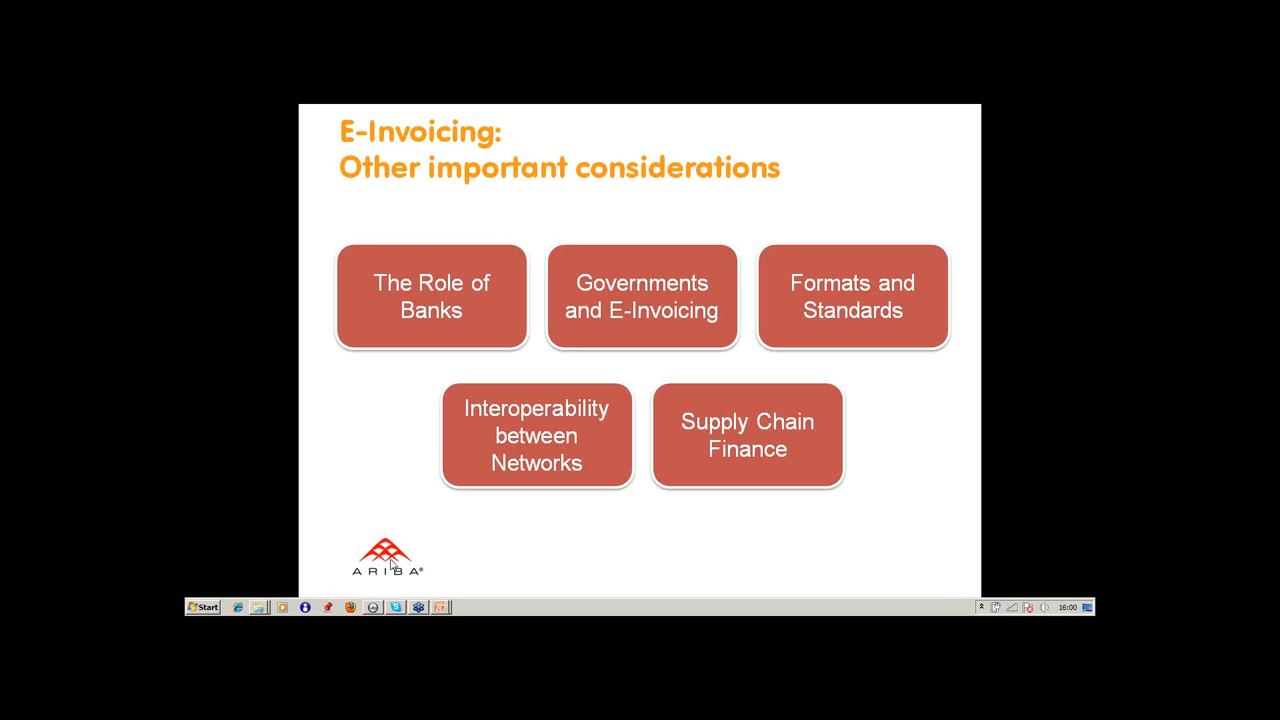 E-Invoicing:
Other important considerations
The Role of
Banks
Governments
and E-Invoicing
Formats and
Standards
Interoperability
between
Networks
Supply Chain
Finance
ARIBA®
Start
16:00